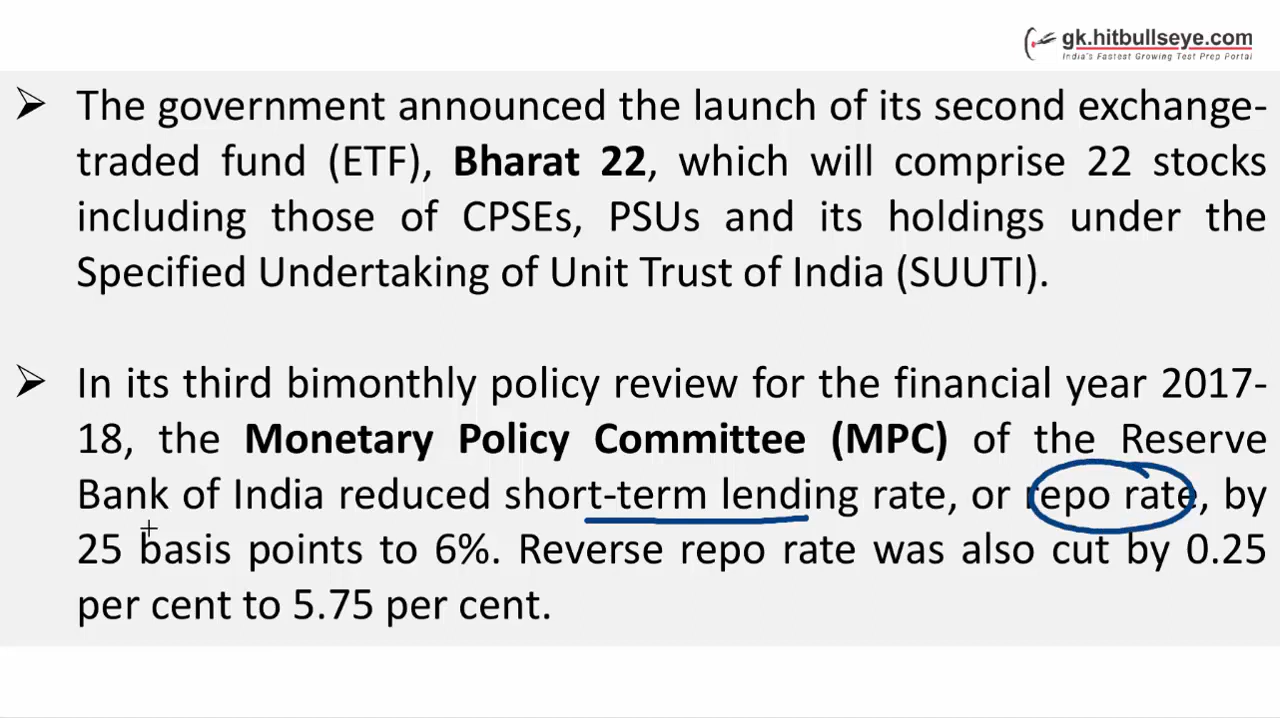 gk.hitbullseye.com
India's Fastest Growing Test Prep Portal
➢ The government announced the launch of its second exchange-
traded fund (ETF), Bharat 22, which will comprise 22 stocks
including those of CPSEs, PSUs and its holdings under the
Specified Undertaking of Unit Trust of India (SUUTI).
➢ In its third bimonthly policy review for the financial year 2017-
18, the Monetary Policy Committee (MPC) of the Reserve
Bank of India reduced short-term lending rate, or repo rate, by
25 basis points to 6%. Reverse repo rate was also cut by 0.25
per cent to 5.75 per cent.